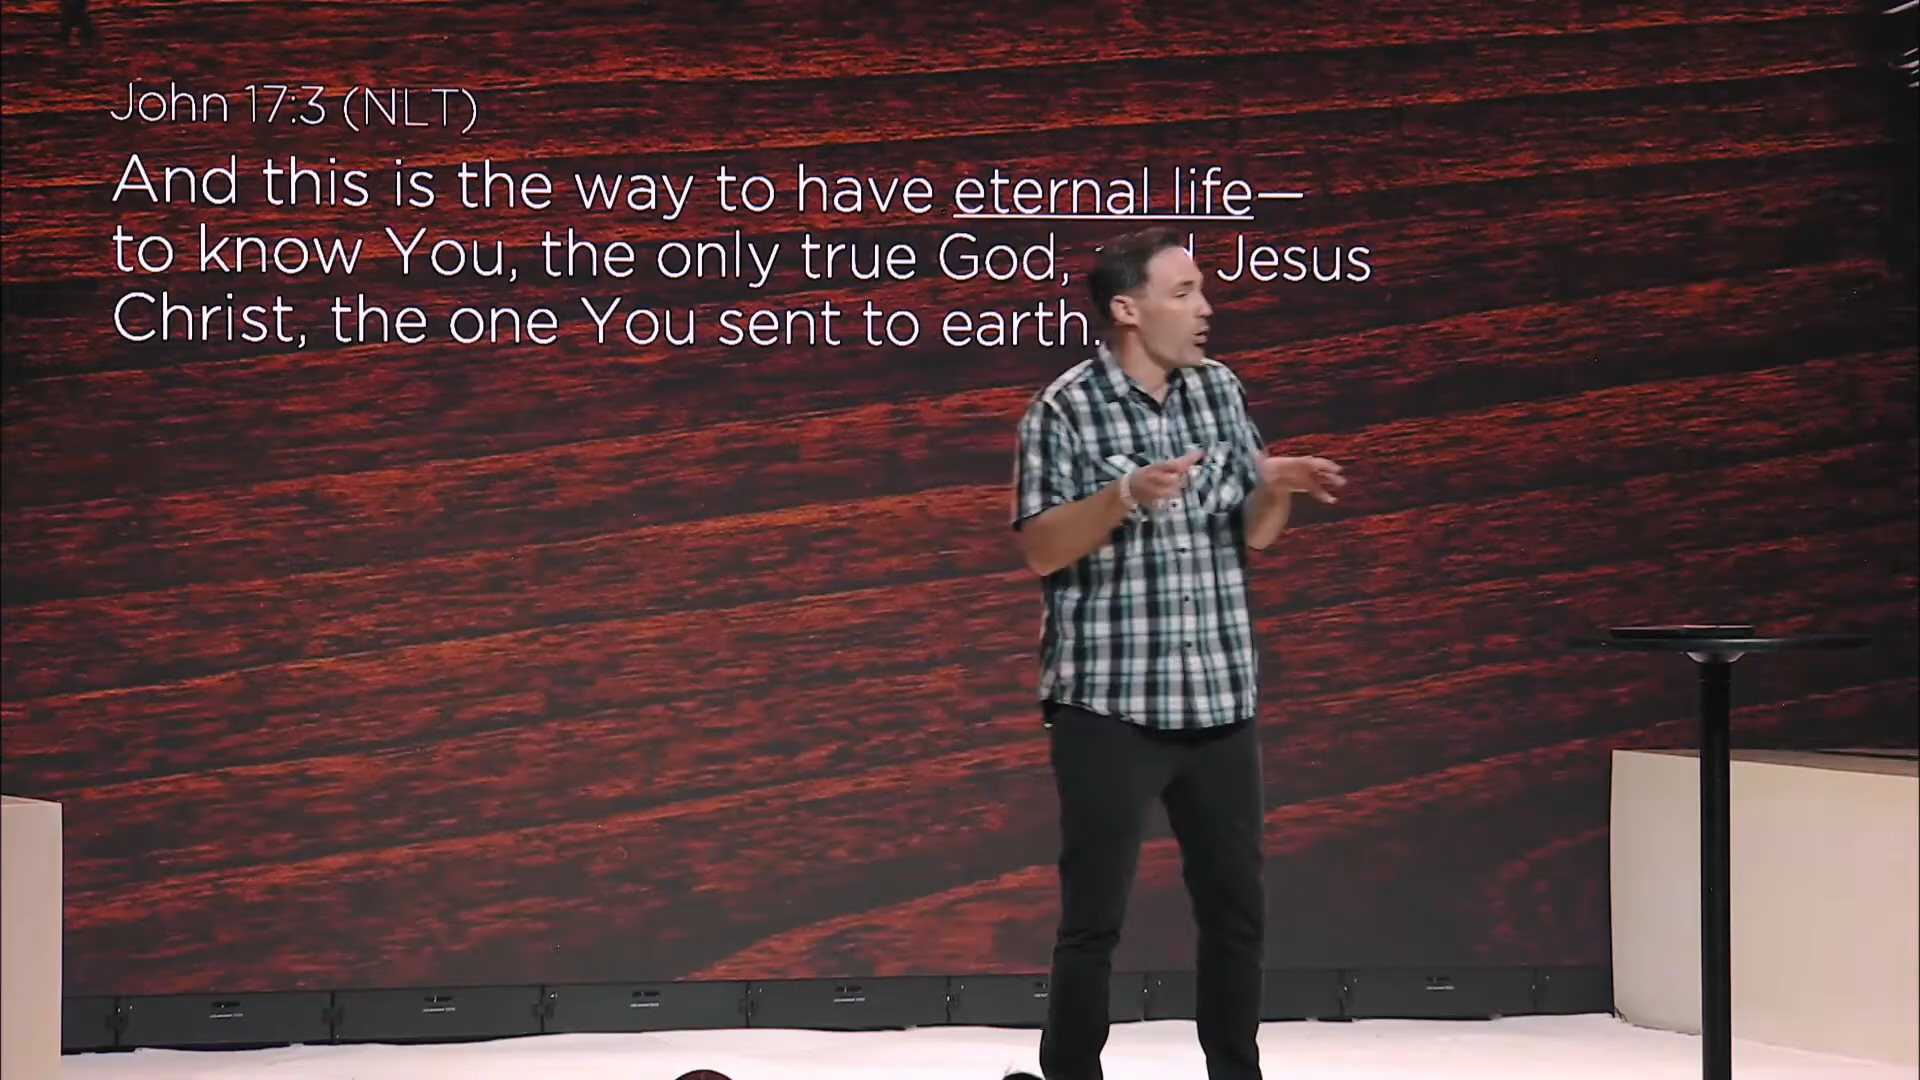 John 17:3 (NLT)
And this is the way to have eternal life—
to know You, the only true God, Jesus
Christ, the one You sent to earth.